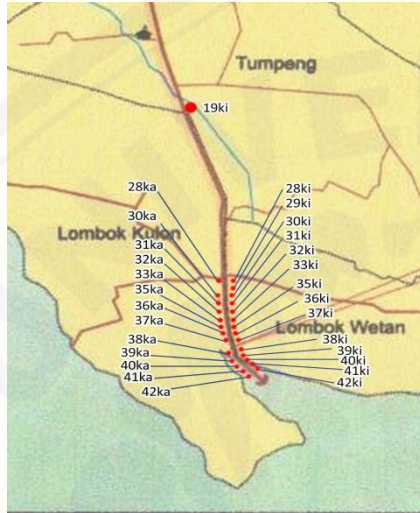 Tumpeng
19ki
28ka
28ki
29ki
30ka
30ki
Lombok Kulon
31ka
31ki
32ka
32ki
33ka
33ki
35ka
35ki
36ka
36ki
37ka
37ki
Lombok Wetan
38ka
38ki
39ka
39ki
40ka
40ki
41ka
41ki
42ka
42ki